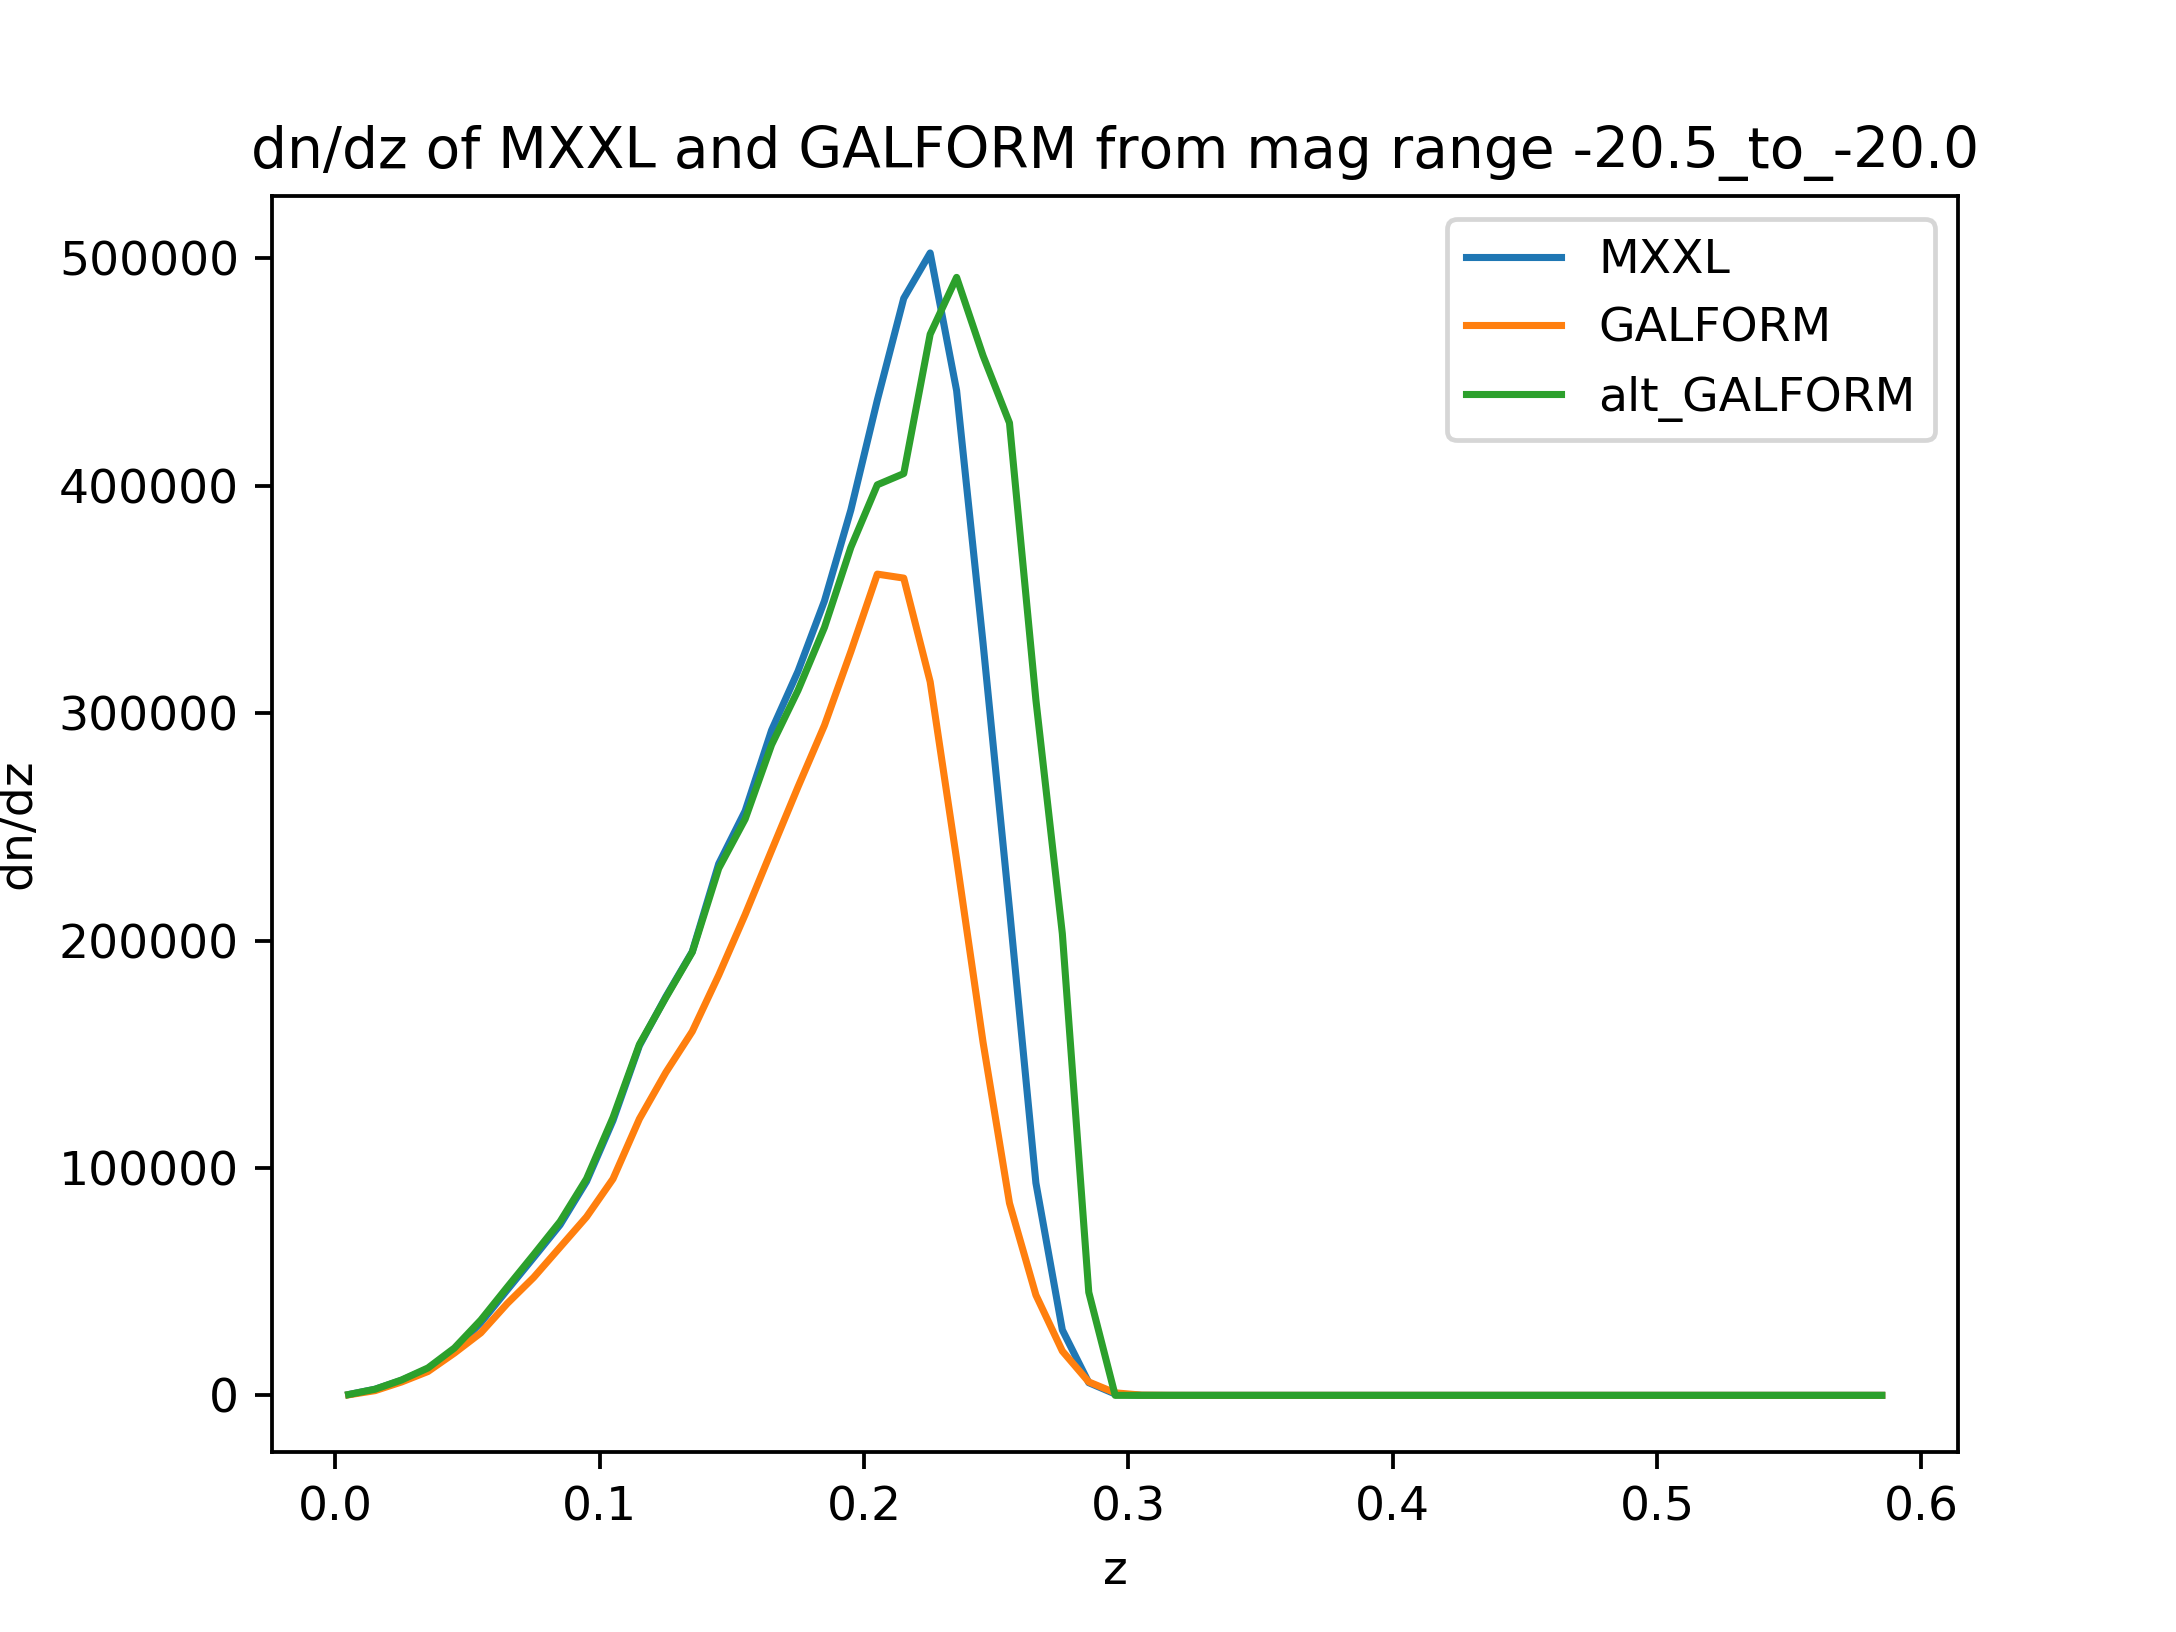 dn/dz of MXXL and GALFORM from mag range -20.5_to_-20.0
MXXL
GALFORM
alt_GALFORM
500000
400000
300000
200000
100000
0
dn/dz
0.0 0.1 0.2 0.3 0.4 0.5 0.6
z